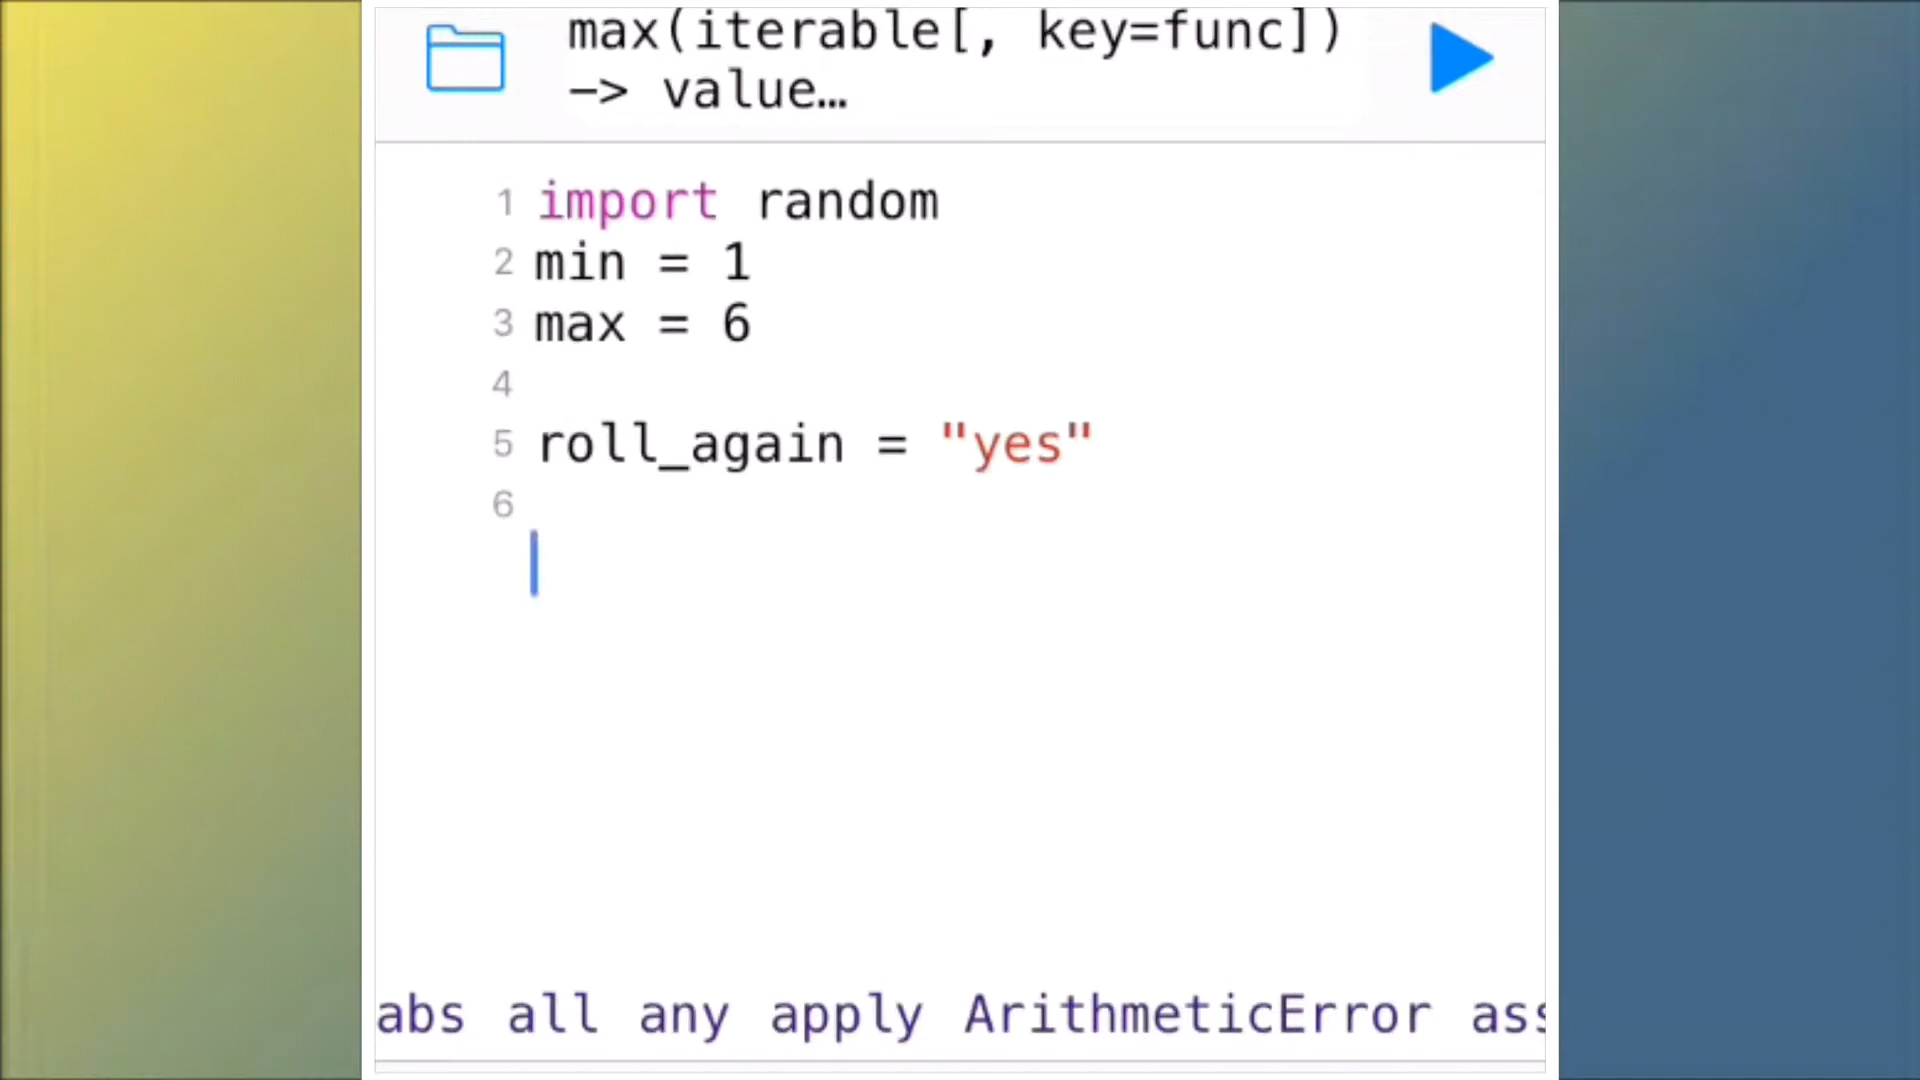 max(iterable[, key=func])
—> value…
1 import random
2 min = 1
3 max = 6
4
5 roll_again = "yes"
6
abs all any apply ArithmeticError ass